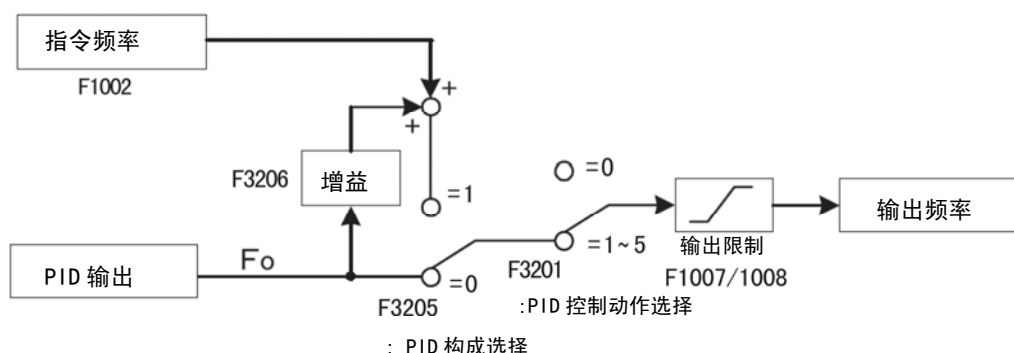 指令频率
F1002
+
+
F3206
增益
=1
=0
PID 输出
Fo
=0
F3205
F3201
=1~5
输出限制
F1007/1008
输出频率
:PID 控制动作选择
: PID 构成选择